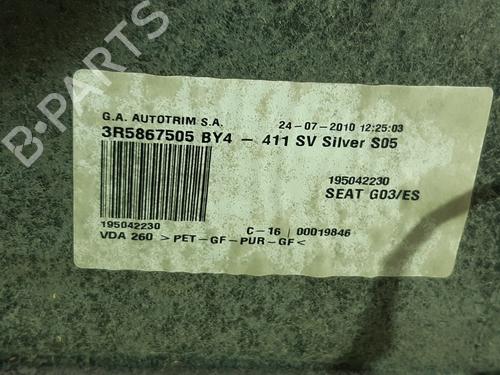 B-PARTS
G.A. AUTOTRIM S.A. 24-07-2010 12:25:03
3R5867505 BY4 - 411 SV Silver S05
195042230
SEAT G03/ES
195042230 C-16 | 00019846
VDA 260 > PET-GF-PUR-GF <